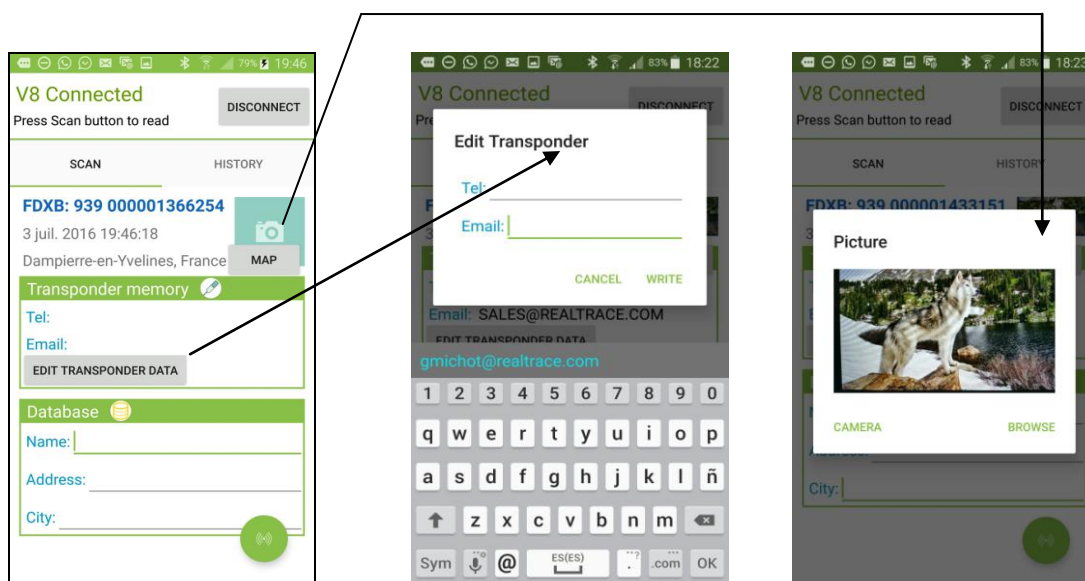 79% 19:46
V8 Connected
DISCONNECT
Press Scan button to read
SCAN HISTORY
FDXB: 939 000001366254
3 juil. 2016 19:46:18
Dampierre-en-Yvelines, France
MAP
Transponder memory
Tel:
Email:
EDIT TRANSPONDER DATA
Database
Name:
Address:
City:
83% 18:22
V8 Connected
DISCONNECT
Pre
Edit Transponder
Tel:
Email:
CANCEL WRITE
F
3
Email: SALES@REALTRACE.COM
EDIT TRANSPONDER DATA
gmichot@realtrace.com
1 2 3 4 5 6 7 8 9 0
q w e r t y u i o p
a s d f g h j k l ñ
z x c v b n m
Sym @ ES(ES) . .com OK
83% 18:23
V8 Connected
DISCONNECT
Press Scan button to read
SCAN HISTORY
FDXB: 939 000001433151
3
Picture
CAMERA BROWSE
City: